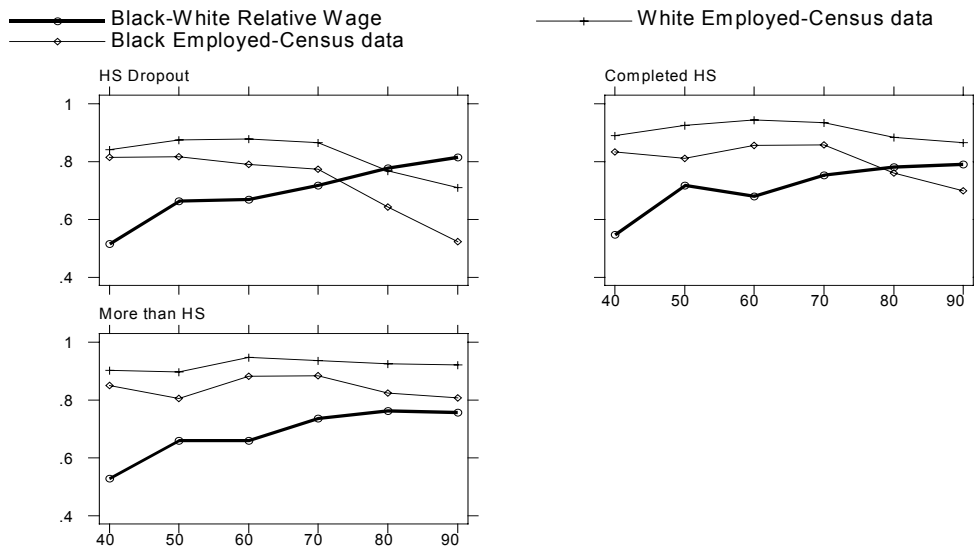 Black-White Relative Wage
White Employed-Census data
Black Employed-Census data
HS Dropout
Completed HS
1
.8
.6
.4
40 50 60 70 80 90
More than HS
1
.8
.6
.4
40 50 60 70 80 90